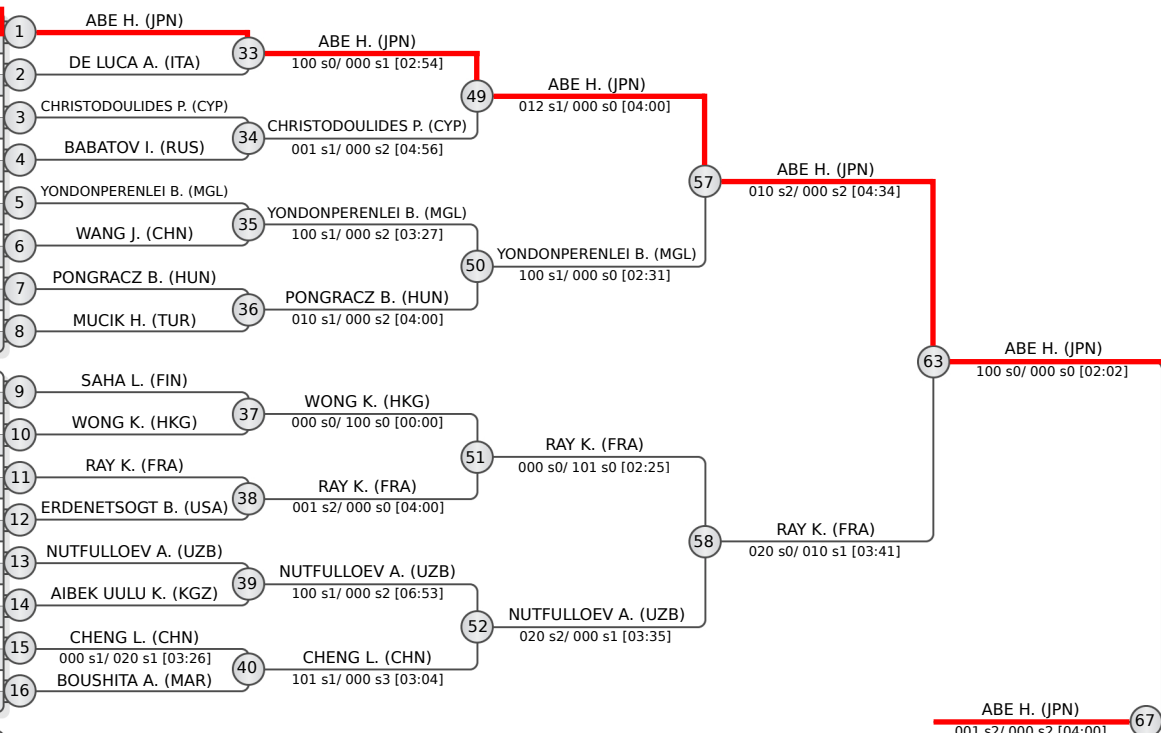 1 ABE H. (JPN)
2 DE LUCA A. (ITA)
33 ABE H. (JPN)
100 s0/ 000 s1 [02:54]
3 CHRISTODOULIDES P. (CYP)
4 BABATOV I. (RUS)
34 CHRISTODOULIDES P. (CYP)
001 s1/ 000 s2 [04:56]
49 ABE H. (JPN)
012 s1/ 000 s0 [04:00]
5 YONDONPERENLEI B. (MGL)
6 WANG J. (CHN)
35 YONDONPERENLEI B. (MGL)
100 s1/ 000 s2 [03:27]
7 PONGRACZ B. (HUN)
8 MUCIK H. (TUR)
36 PONGRACZ B. (HUN)
010 s1/ 000 s2 [04:00]
50 YONDONPERENLEI B. (MGL)
100 s1/ 000 s0 [02:31]
57 ABE H. (JPN)
010 s2/ 000 s2 [04:34]
9 SAHA L. (FIN)
10 WONG K. (HKG)
37 WONG K. (HKG)
000 s0/ 100 s0 [00:00]
11 RAY K. (FRA)
12 ERDENETSOGT B. (USA)
38 RAY K. (FRA)
001 s2/ 000 s0 [04:00]
51 RAY K. (FRA)
000 s0/ 101 s0 [02:25]
13 NUTFULLOEV A. (UZB)
14 AIBEK UULU K. (KGZ)
39 NUTFULLOEV A. (UZB)
100 s1/ 000 s2 [06:53]
15 CHENG L. (CHN)
000 s1/ 020 s1 [03:26]
16 BOUSHITA A. (MAR)
40 CHENG L. (CHN)
101 s1/ 000 s3 [03:04]
52 NUTFULLOEV A. (UZB)
020 s2/ 000 s1 [03:35]
58 RAY K. (FRA)
020 s0/ 010 s1 [03:41]
63 ABE H. (JPN)
100 s0/ 000 s0 [02:02]
ABE H. (JPN) 67
001 s2/ 000 s2 [04:00]